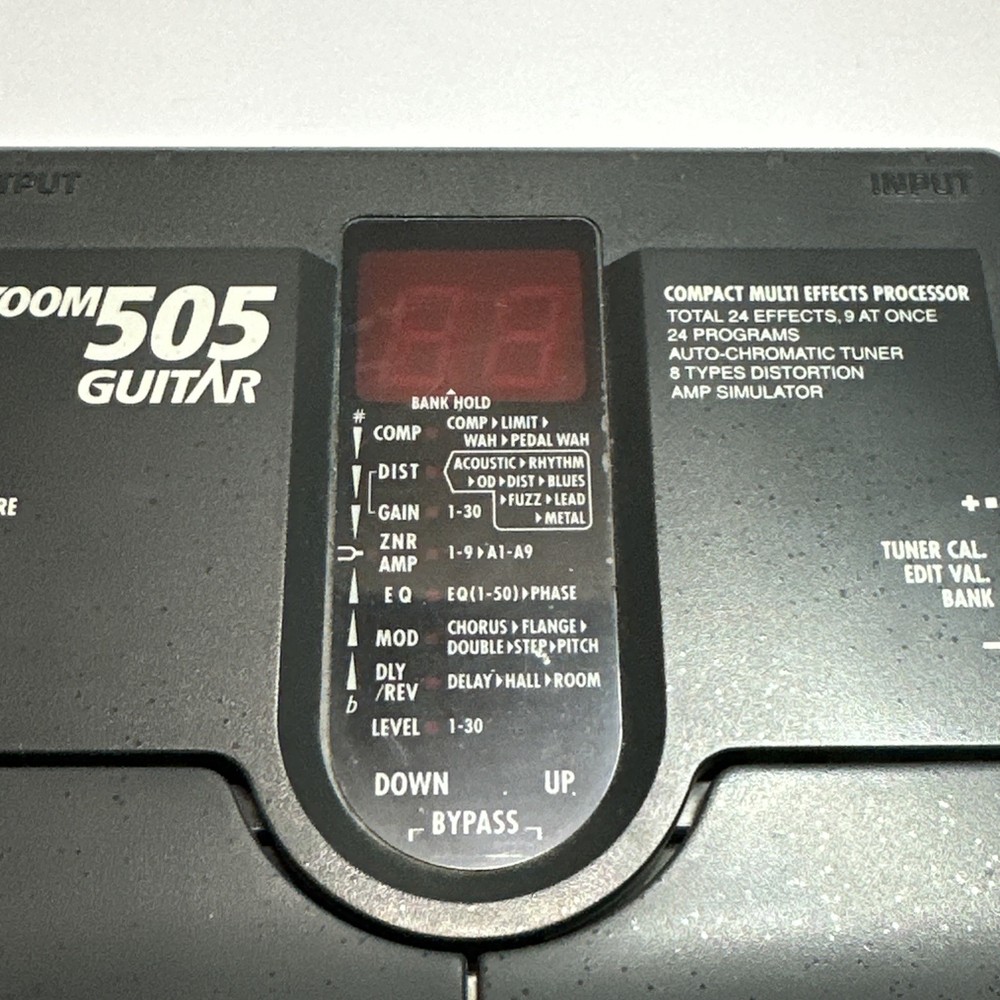 TPUT
INPUT
ZOOM 505
GUITAR
COMPACT MULTI EFFECTS PROCESSOR
TOTAL 24 EFFECTS, 9 AT ONCE
24 PROGRAMS
AUTO-CHROMATIC TUNER
8 TYPES DISTORTION
AMP SIMULATOR
BANK HOLD
#
COMP COMP LIMIT
WAH PEDAL WAH
DIST ACOUSTIC RHYTHM
OD DIST BLUES
FUZZ LEAD
GAIN 1-30
METAL
ZNR
AMP 1-9 A1-A9
EQ EQ(1-50) PHASE
MOD CHORUS FLANGE
DOUBLE STEP PITCH
DLY
/REV DELAY HALL ROOM
b
LEVEL 1-30
DOWN UP
BYPASS
RE
+
TUNER CAL.
EDIT VAL.
BANK